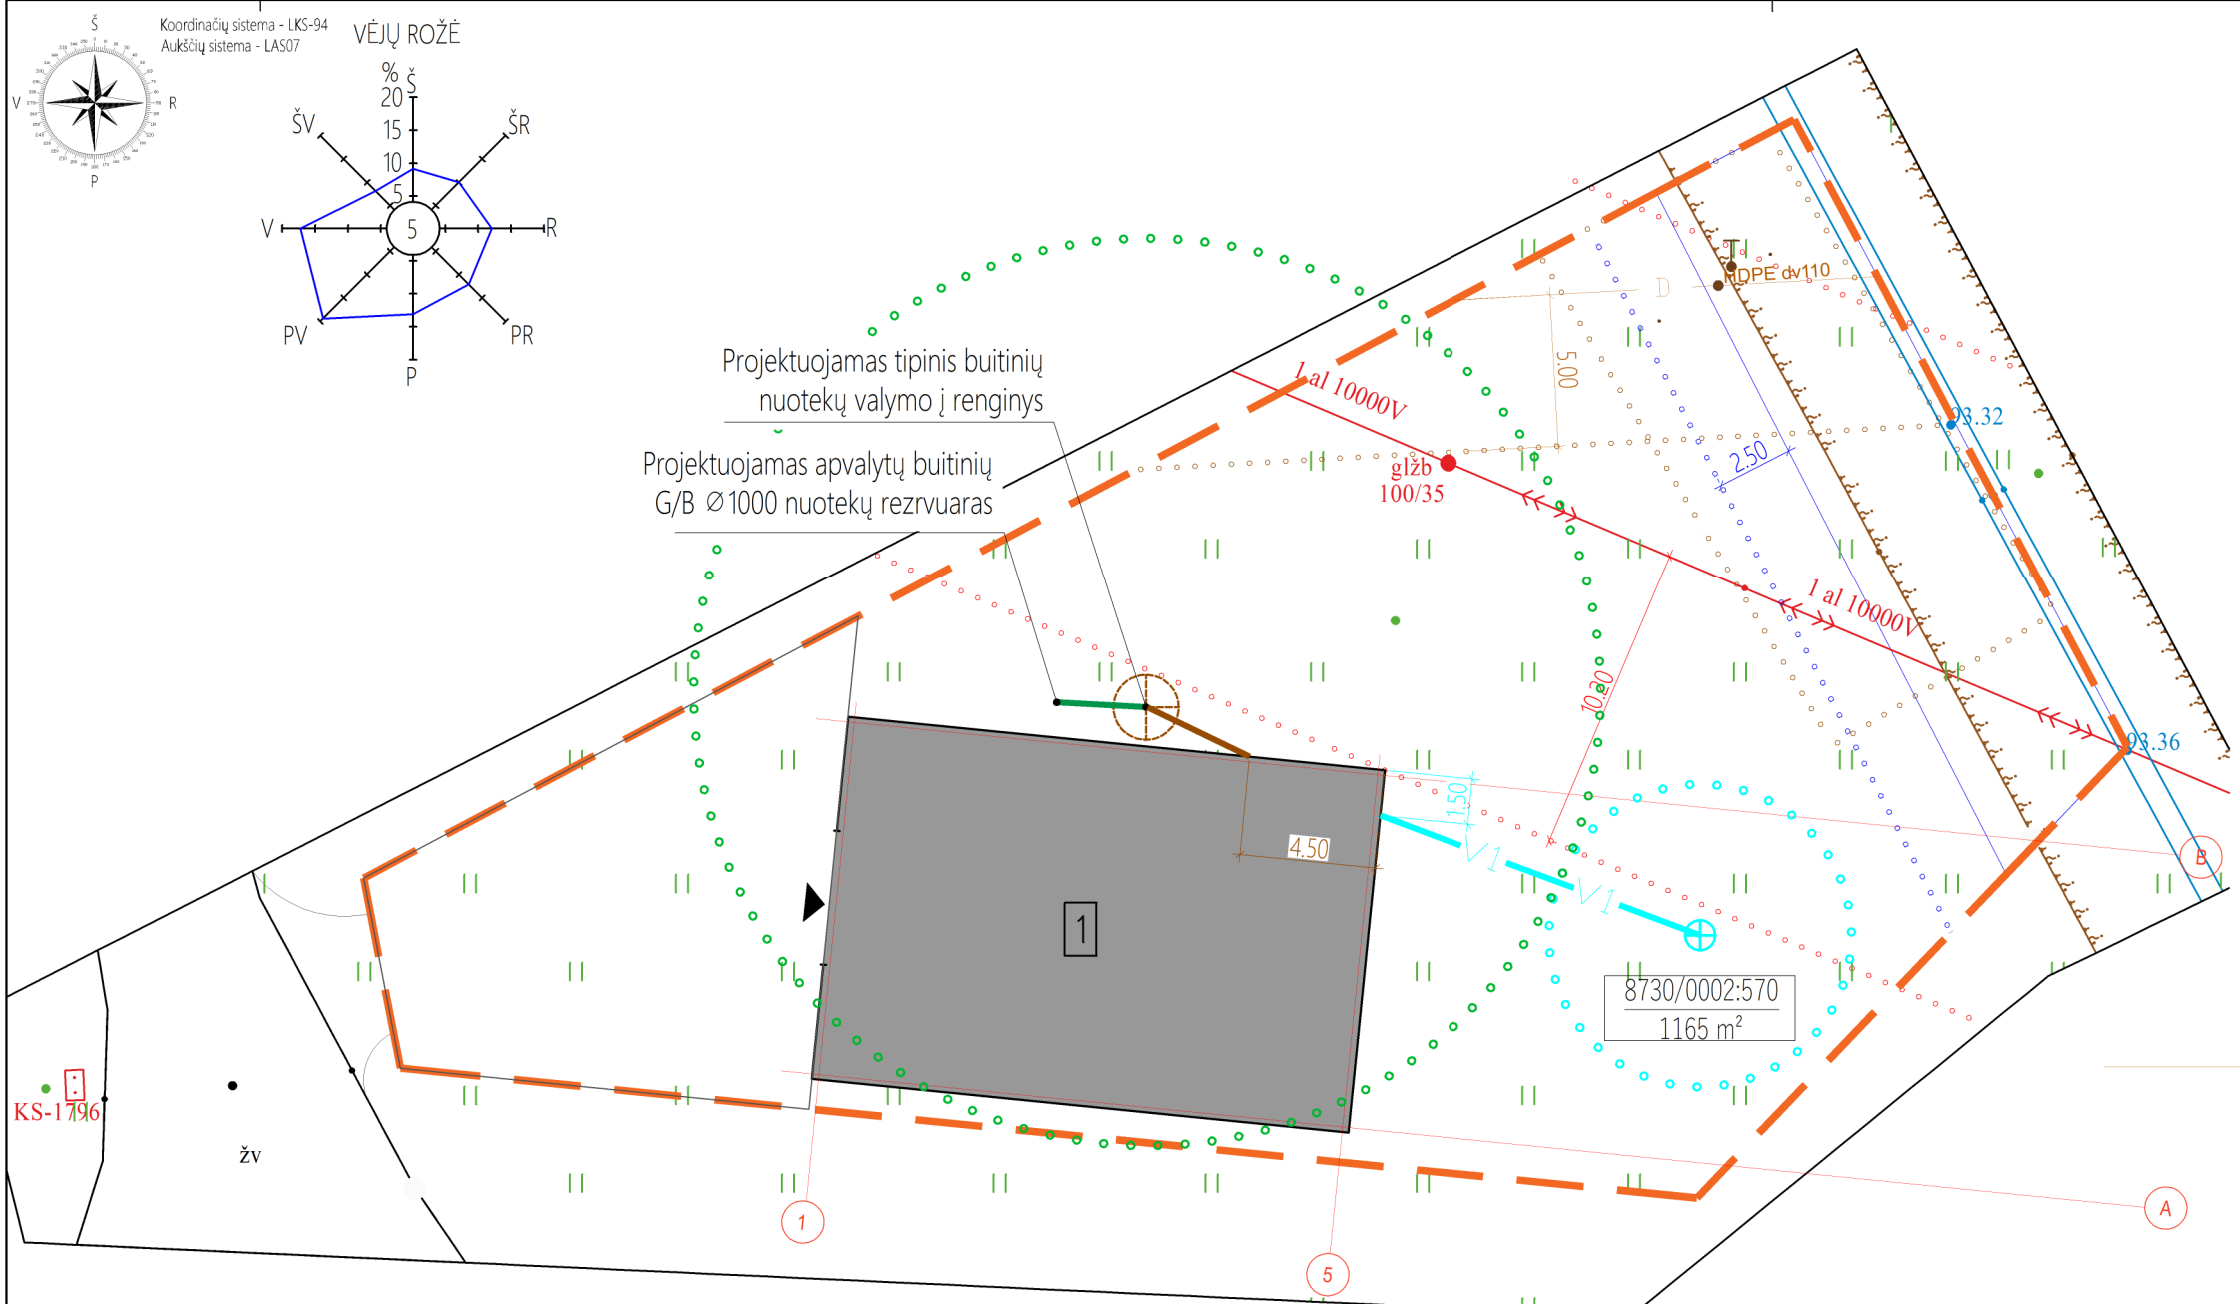 Š
Koordinačių sistema - LKS-94
Aukščių sistema - LAS07
V
R
P
VĖJŲ ROŽĖ
%
Š
20
15
10
5
5
ŠV
ŠR
V
R
PV
PR
P
Projektuojamas tipinis buitinių
nuotekų valymo į renginys
Projektuojamas apvalytų buitinių
G/B Ø1000 nuotekų rezrvuaras
1 al 10000V
glžb
100/35
5.00
D
T
HDPE dv110
2.50
93.32
1 al 10000V
10.20
93.36
1.50
4.50
V1
V1
1
8730/0002:570
1165 m²
B
A
1
5
KS-1796
žv